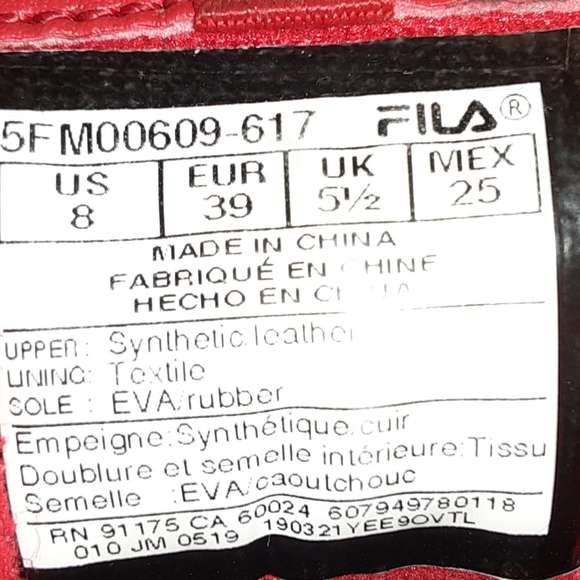 5FM00609-617 FILA®
US EUR UK MEX
8 39 5½ 25
MADE IN CHINA
FABRIQUÉ EN CHINE
HECHO EN
UPPER: Synthetic/leather
LINING: Textile
SOLE : EVA/rubber
Empeigne:Synthétique/cuir
Doublure et semelle intérieure:Tissu
Semelle :EVA/caoutchouc
RN 91175 CA 60024 607949780118
010 JM 0519 190321YEE9OVTL